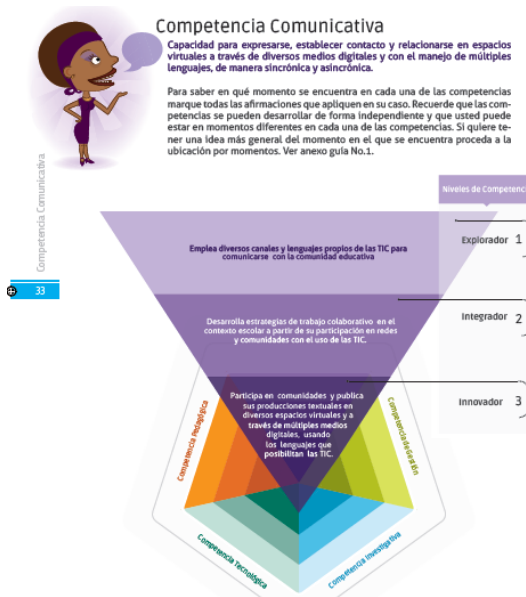 Competencia Comunicativa
Capacidad para expresarse, establecer contacto y relacionarse en espacios
virtuales a través de diversos medios digitales y con el manejo de múltiples
lenguajes, de manera sincrónica y asincrónica.
Para saber en qué momento se encuentra en cada una de las competencias
marque todas las afirmaciones que apliquen en su caso. Recuerde que las com-
petencias se pueden desarrollar de forma independiente y que usted puede
estar en momentos diferentes en cada una de las competencias. Si quiere te-
ner una idea más general del momento en el que se encuentra proceda a la
ubicación por momentos. Ver anexo guía No.1.
Competencia Comunicativa
33
Niveles de Competenc
Emplea diversos canales y lenguajes propios de las TIC para
comunicarse con la comunidad educativa
Explorador 1
Desarrolla estrategias de trabajo colaborativo en el
contexto escolar a partir de su participación en redes
y comunidades con el uso de las TIC.
Integrador 2
Participa en comunidades y publica
sus producciones textuales en
diversos espacios virtuales y a
través de múltiples medios
digitales, usando
los lenguajes que
posibilitan las TIC.
Innovador 3
Competencia Pedagógica
Competencia de Gestión
Competencia Tecnológica
Competencia Investigativa